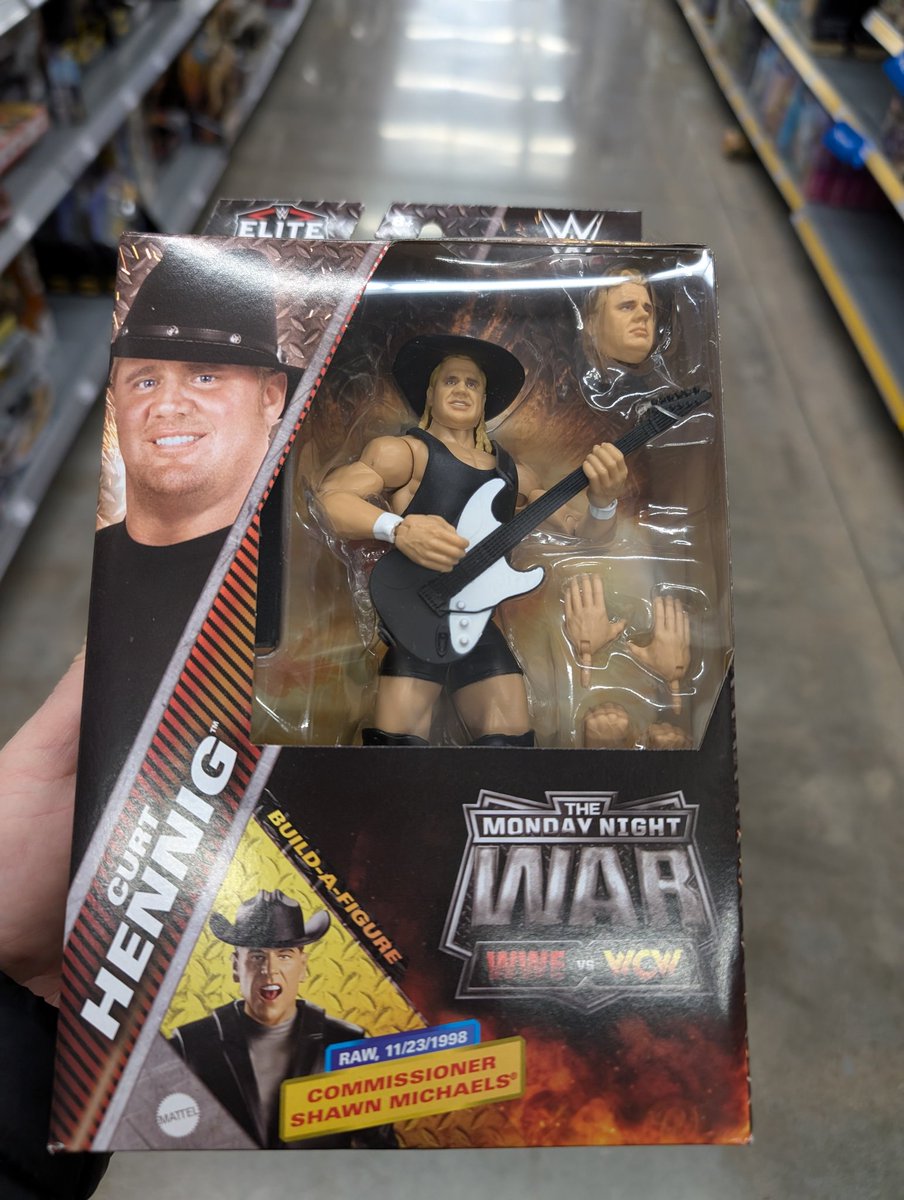 ELITE
W
CURT
HENNIG™
BUILD-A-FIGURE
THE
MONDAY NIGHT
WAR
WWE vs WCW
RAW, 11/23/1998
COMMISSIONER
SHAWN MICHAELS®
MATTEL